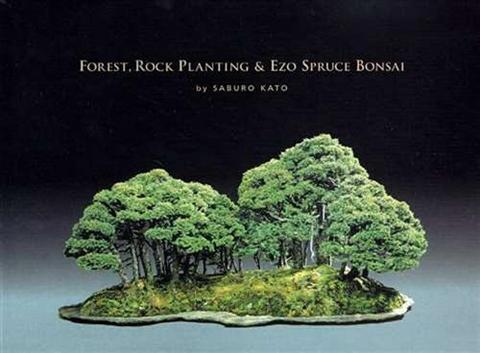 FOREST, ROCK PLANTING & EZO SPRUCE BONSAI
by SABURO KATO